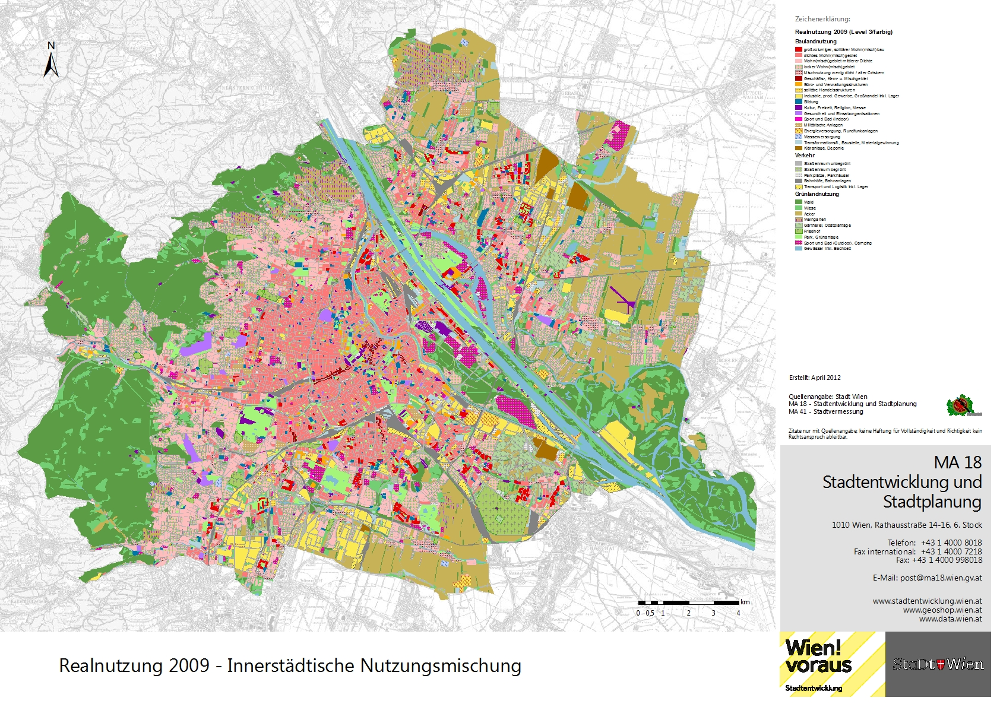 N
Zeichenerklärung:
Realnutzung 2009 (Level 3/farbig)
Baulandnutzung
großvolumiger, solitärer Wohn(misch)bau
dichtes Wohn(misch)gebiet
Wohn(misch)gebiet mittlerer Dichte
locker Wohn(misch)gebiet
Mischnutzung wenig dicht / alter Ortskern
Geschäfts-, Kern- u. Mischgebiet
Büro- und Verwaltungsstrukturen
solitäre Handelsstrukturen
Industrie, prod. Gewerbe, Großhandel inkl. Lager
Bildung
Kultur, Freizeit, Religion, Messe
Gesundheit und Einsatzorganisationen
Sport und Bad (Indoor)
Militärische Anlagen
Energieversorgung, Rundfunkanlagen
Wasserversorgung
Transformationsfl., Baustelle, Materialgewinnung
Kläranlage, Deponie
Verkehr
Straßenraum unbegrünt
Straßenraum begrünt
Parkplätze, Parkhäuser
Bahnhöfe, Bahnanlagen
Transport und Logistik inkl. Lager
Grünlandnutzung
Wald
Wiese
Acker
Weingarten
Gärtnerei, Obstplantage
Friedhof
Park, Grünanlage
Sport und Bad (Outdoor), Camping
Gewässer inkl. Bachbett
Erstellt: April 2012
Quellenangabe: Stadt Wien
MA 18 - Stadtentwicklung und Stadtplanung
MA 41 - Stadtvermessung
Zitate nur mit Quellenangabe; keine Haftung für Vollständigkeit und Richtigkeit kein
Rechtsanspruch ableitbar.
MA 18
Stadtentwicklung und
Stadtplanung
1010 Wien, Rathausstraße 14-16, 6. Stock
Telefon: +43 1 4000 8018
Fax international: +43 1 4000 7218
Fax: +43 1 4000 998018
E-Mail: post@ma18.wien.gv.at
www.stadtentwicklung.wien.at
www.geoshop.wien.at
www.data.wien.at
km
0 0,5 1 2 3 4
Realnutzung 2009 - Innerstädtische Nutzungsmischung
Wien!
voraus
Stadtentwicklung
StaDt Wien